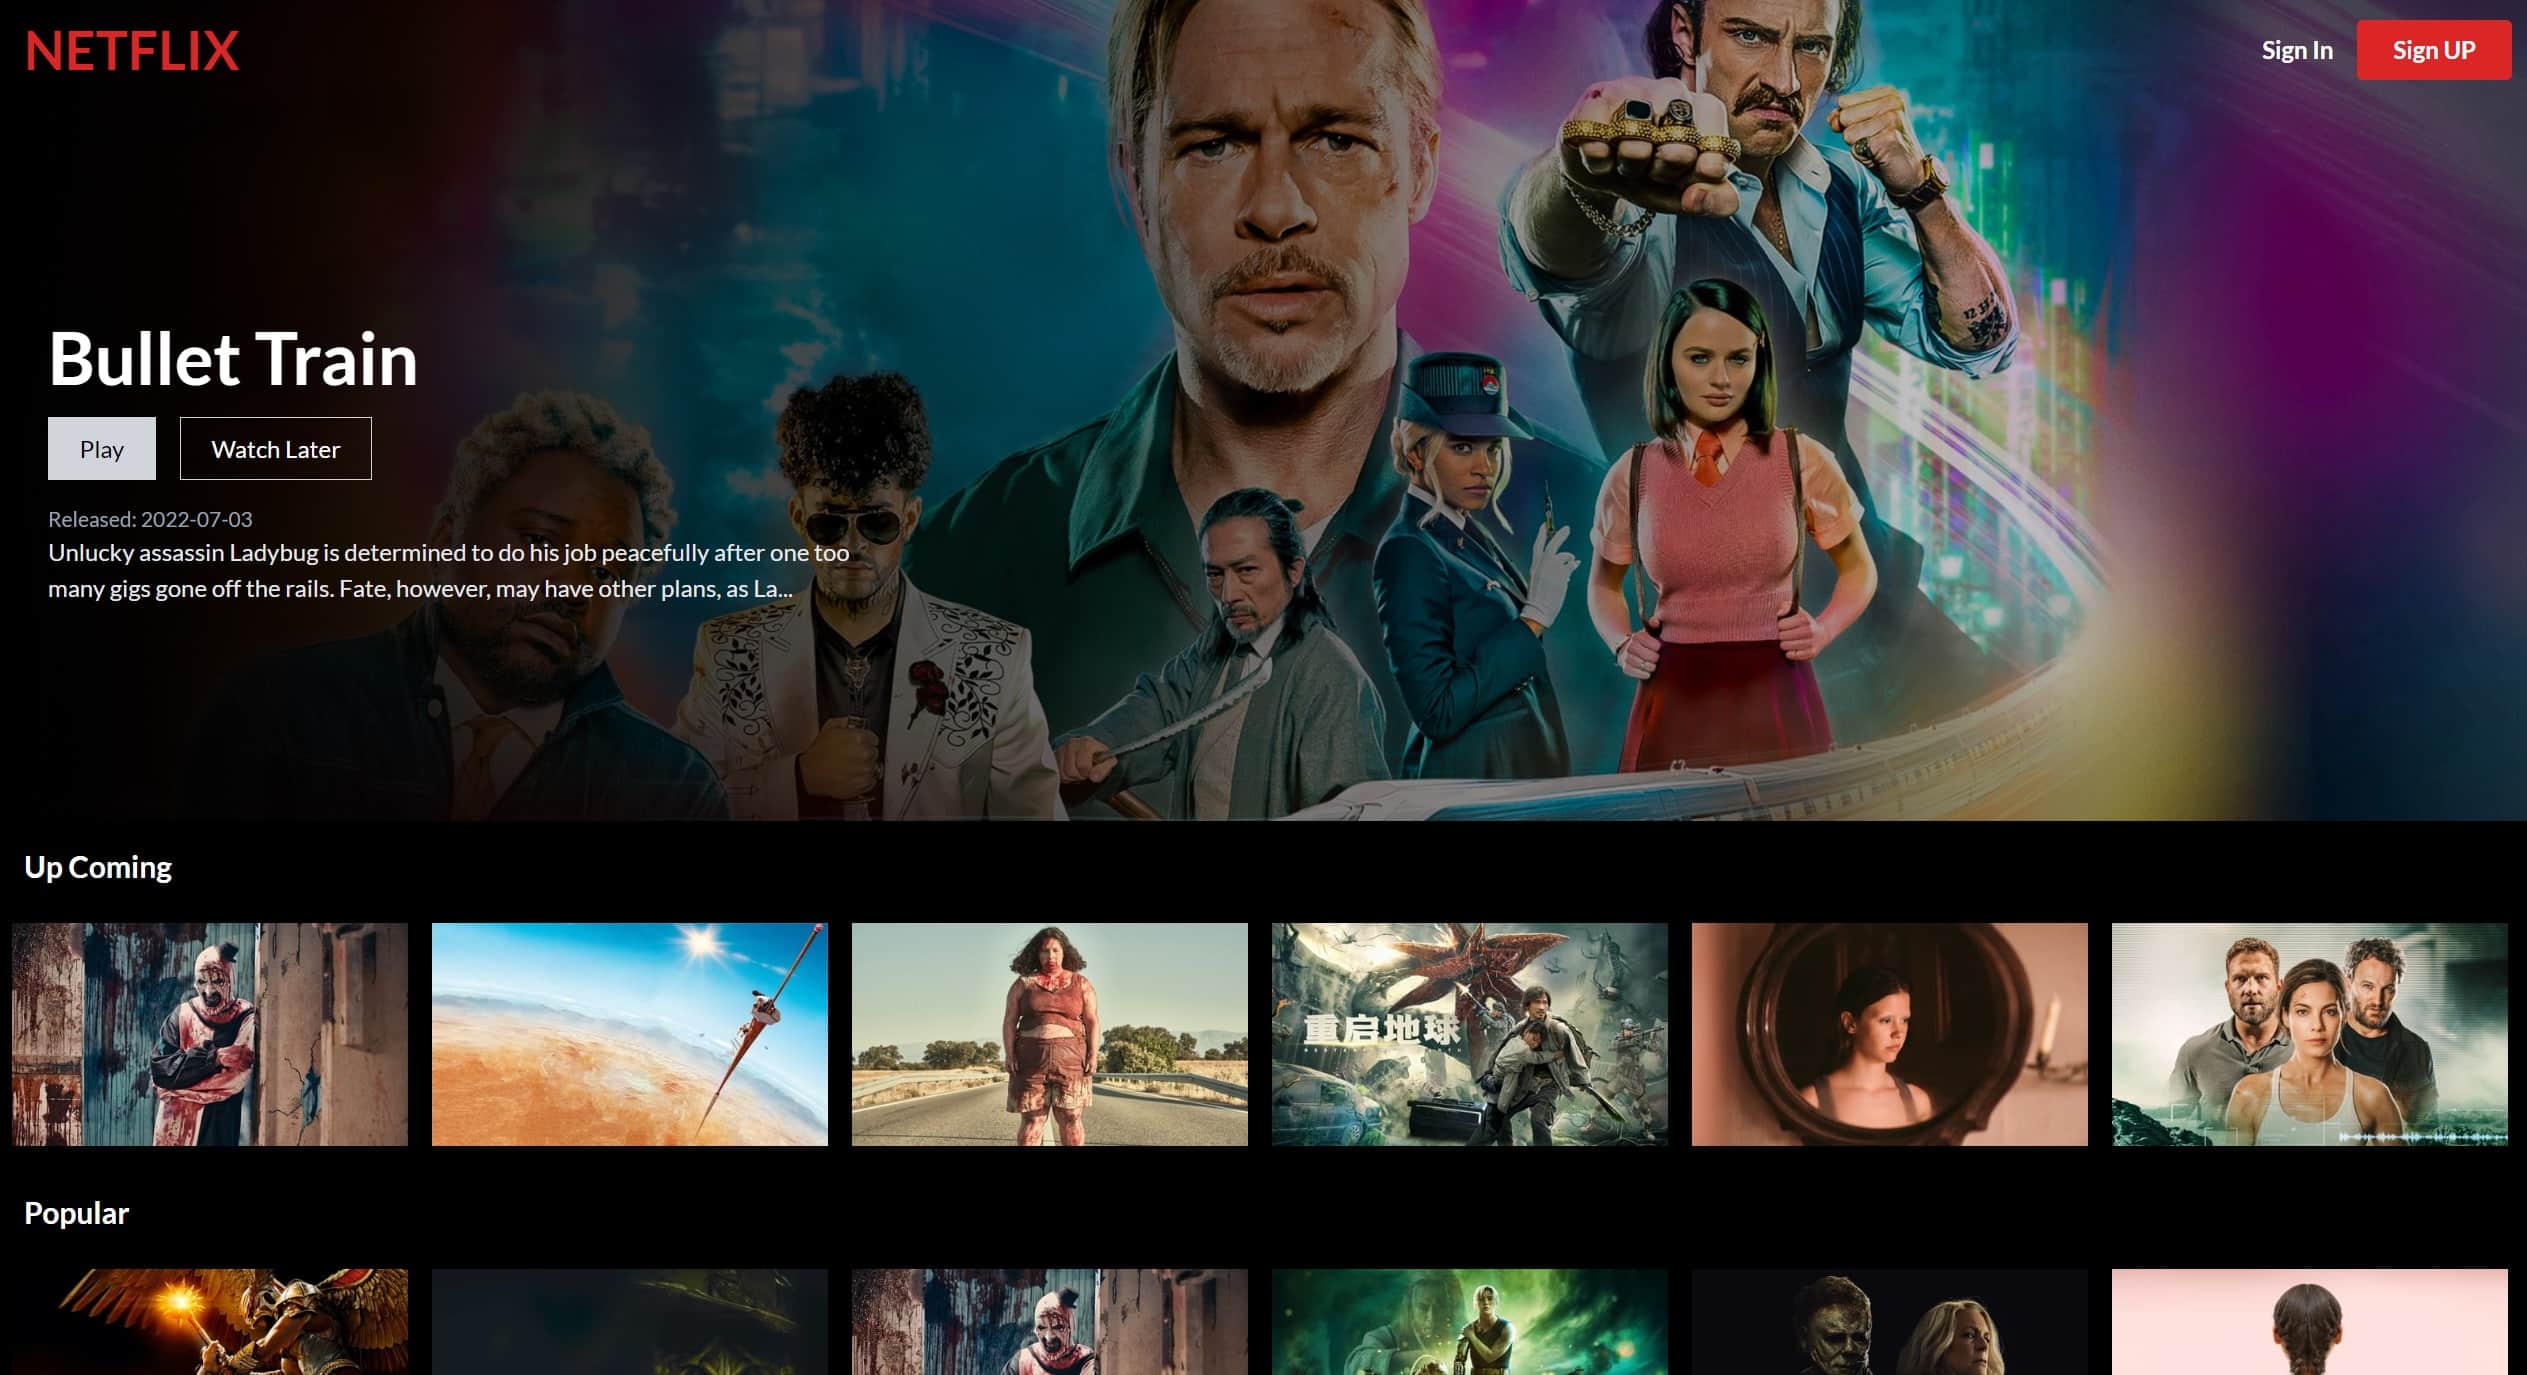 NETFLIX
Sign In
Sign UP
Bullet Train
Play
Watch Later
Released: 2022-07-03
Unlucky assassin Ladybug is determined to do his job peacefully after one too
many gigs gone off the rails. Fate, however, may have other plans, as La...
Up Coming
重启地球
Popular